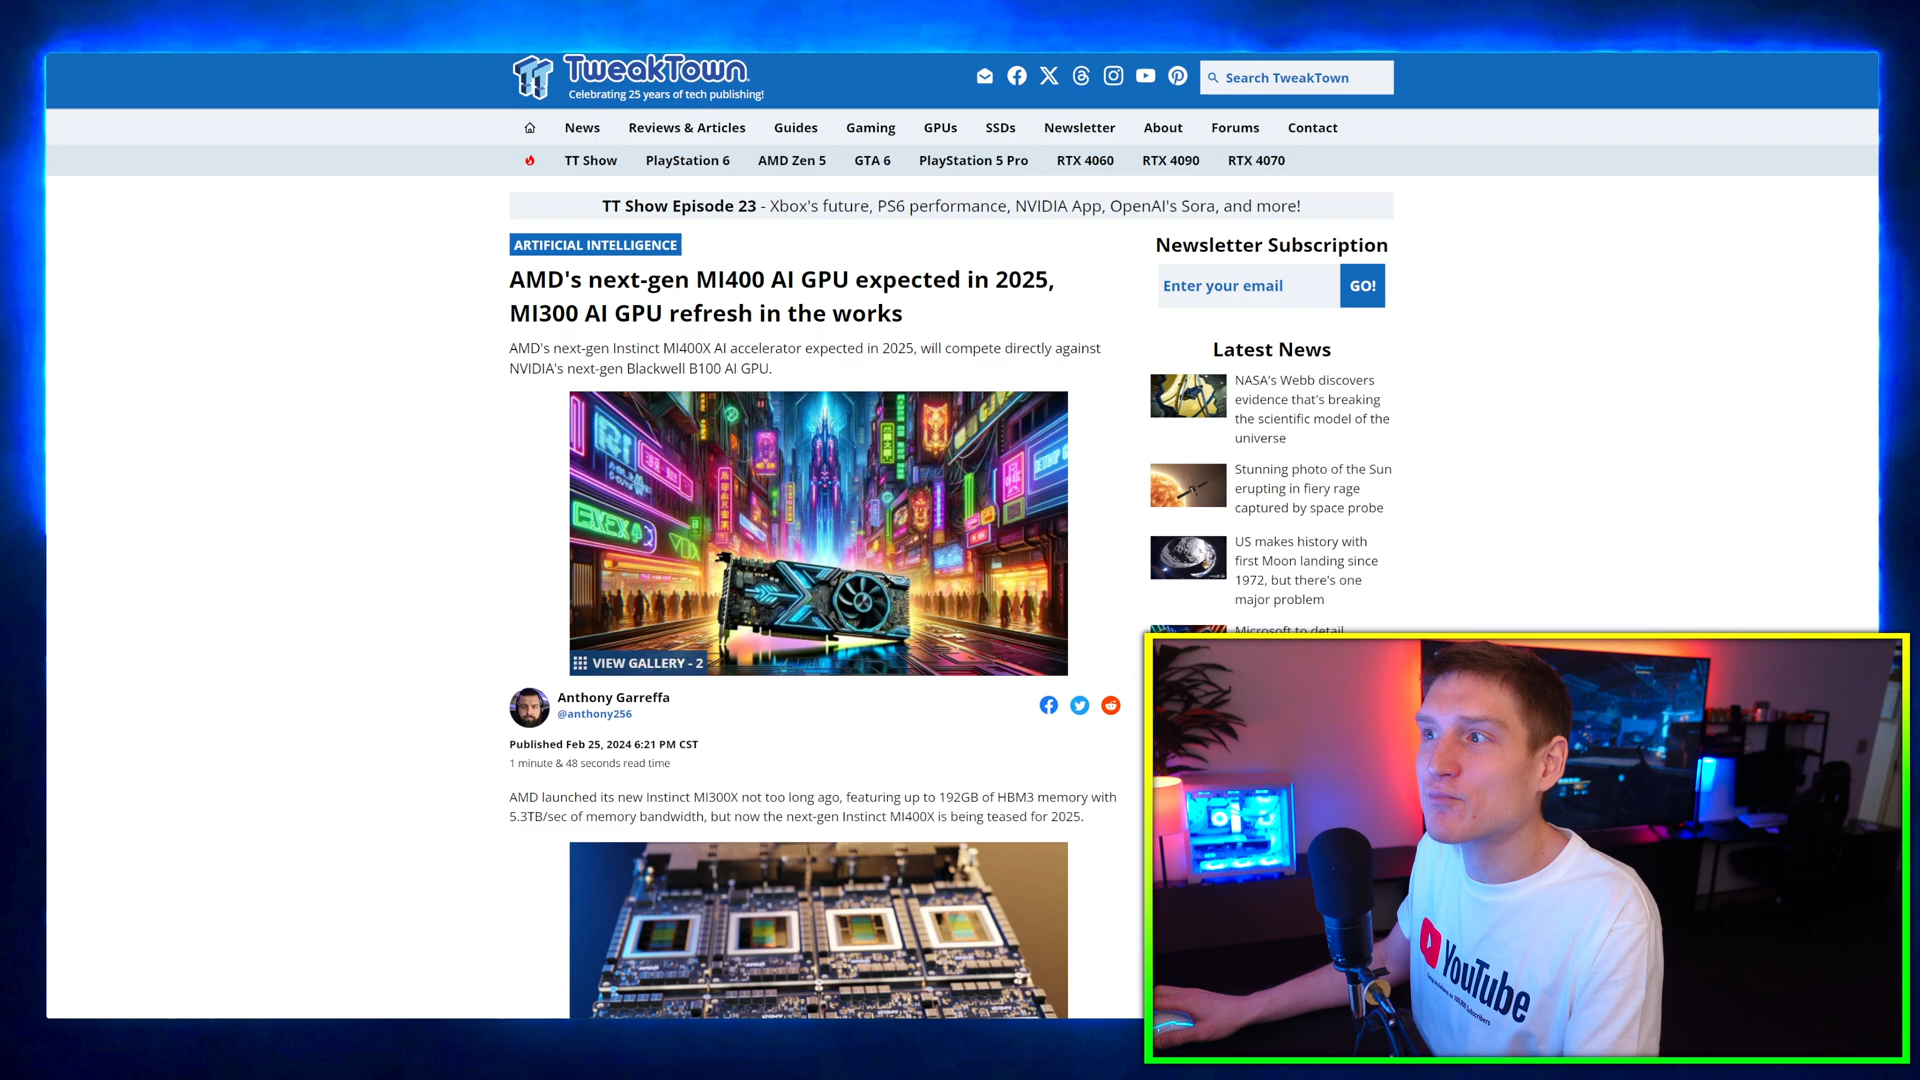 TweakTown
Celebrating 25 years of tech publishing!
Search TweakTown
News Reviews & Articles Guides Gaming GPUs SSDs Newsletter About Forums Contact
TT Show PlayStation 6 AMD Zen 5 GTA 6 PlayStation 5 Pro RTX 4060 RTX 4090 RTX 4070
TT Show Episode 23 - Xbox's future, PS6 performance, NVIDIA App, OpenAI's Sora, and more!
ARTIFICIAL INTELLIGENCE
AMD's next-gen MI400 AI GPU expected in 2025,
MI300 AI GPU refresh in the works
AMD's next-gen Instinct MI400X AI accelerator expected in 2025, will compete directly against
NVIDIA's next-gen Blackwell B100 AI GPU.
VIEW GALLERY - 2
Anthony Garreffa
@anthony256
Published Feb 25, 2024 6:21 PM CST
1 minute & 48 seconds read time
AMD launched its new Instinct MI300X not too long ago, featuring up to 192GB of HBM3 memory with
5.3TB/sec of memory bandwidth, but now the next-gen Instinct MI400X is being teased for 2025.
Newsletter Subscription
Enter your email GO!
Latest News
NASA's Webb discovers
evidence that's breaking
the scientific model of the
universe
Stunning photo of the Sun
erupting in fiery rage
captured by space probe
US makes history with
first Moon landing since
1972, but there's one
major problem
Microsoft to detail
YouTube